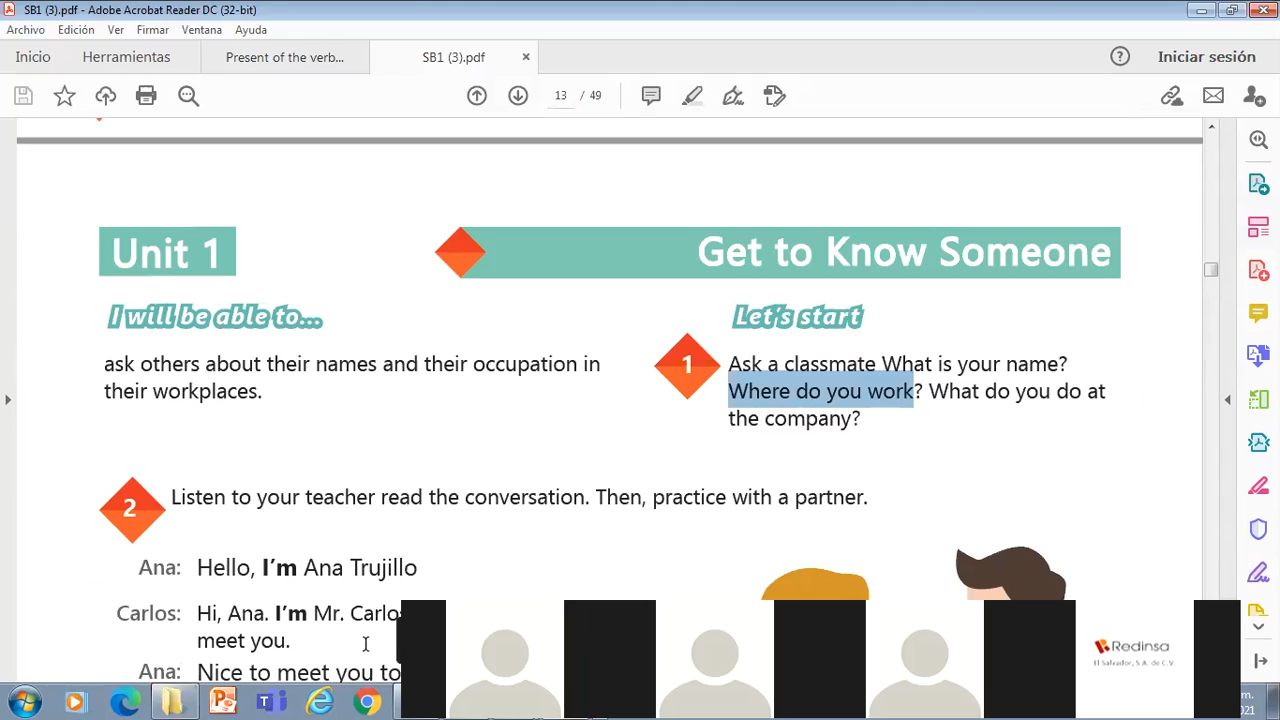 SB1 (3).pdf - Adobe Acrobat Reader DC (32-bit)
Archivo Edición Ver Firmar Ventana Ayuda
Inicio Herramientas Present of the verb... SB1 (3).pdf × Iniciar sesión
13 / 49
Unit 1
Get to Know Someone
I will be able to...
ask others about their names and their occupation in
their workplaces.
Let's start
1
Ask a classmate What is your name?
Where do you work? What do you do at
the company?
2
Listen to your teacher read the conversation. Then, practice with a partner.
Ana: Hello, I'm Ana Trujillo
Carlos: Hi, Ana. I'm Mr. Carlo
meet you.
Ana: Nice to meet you to
Redinsa
El Salvador, S.A. de C.V.
2021